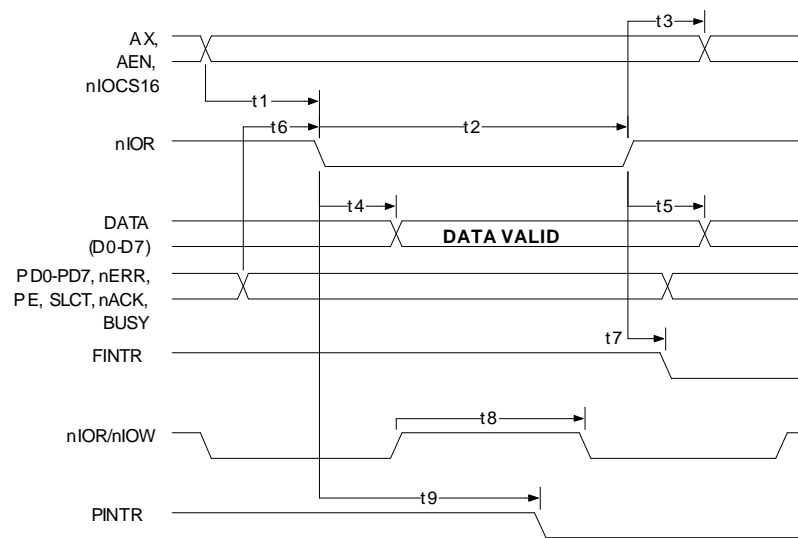 AX,
AEN,
nIOCS16
t3
t1
t6
t2
nIOR
t4
t5
DATA
(D0-D7)
DATA VALID
PD0-PD7, nERR,
PE, SLCT, nACK,
BUSY
t7
FINTR
t8
nIOR/nIOW
t9
PINTR